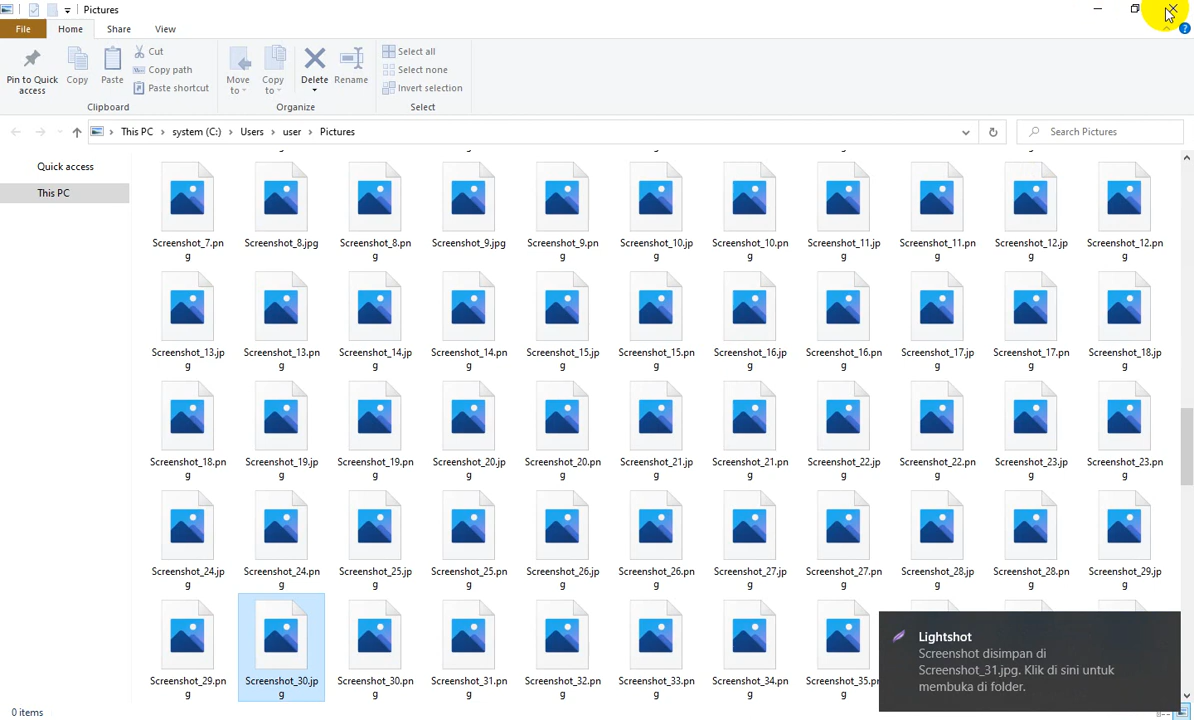 Pictures
File Home Share View
Pin to Quick
access
Copy
Paste
Cut
Copy path
Paste shortcut
Move
to
Copy
to
Delete
Rename
Select all
Select none
Invert selection
Clipboard Organize Select
This PC > system (C:) > Users > user > Pictures
Search Pictures
Quick access
This PC
Screenshot_7.pn
g
Screenshot_8.jpg
Screenshot_8.pn
g
Screenshot_9.jpg
Screenshot_9.pn
g
Screenshot_10.jp
g
Screenshot_10.pn
g
Screenshot_11.jp
g
Screenshot_11.pn
g
Screenshot_12.jp
g
Screenshot_12.pn
g
Screenshot_13.jp
g
Screenshot_13.pn
g
Screenshot_14.jp
g
Screenshot_14.pn
g
Screenshot_15.jp
g
Screenshot_15.pn
g
Screenshot_16.jp
g
Screenshot_16.pn
g
Screenshot_17.jp
g
Screenshot_17.pn
g
Screenshot_18.jp
g
Screenshot_18.pn
g
Screenshot_19.jp
g
Screenshot_19.pn
g
Screenshot_20.jp
g
Screenshot_20.pn
g
Screenshot_21.jp
g
Screenshot_21.pn
g
Screenshot_22.jp
g
Screenshot_22.pn
g
Screenshot_23.jp
g
Screenshot_23.pn
g
Screenshot_24.jp
g
Screenshot_24.pn
g
Screenshot_25.jp
g
Screenshot_25.pn
g
Screenshot_26.jp
g
Screenshot_26.pn
g
Screenshot_27.jp
g
Screenshot_27.pn
g
Screenshot_28.jp
g
Screenshot_28.pn
g
Screenshot_29.jp
g
Screenshot_29.pn
g
Screenshot_30.jp
g
Screenshot_30.pn
g
Screenshot_31.pn
g
Screenshot_32.pn
g
Screenshot_33.pn
g
Screenshot_34.pn
g
Screenshot_35.pn
g
Lightshot
Screenshot disimpan di
Screenshot_31.jpg. Klik di sini untuk
membuka di folder.
0 items